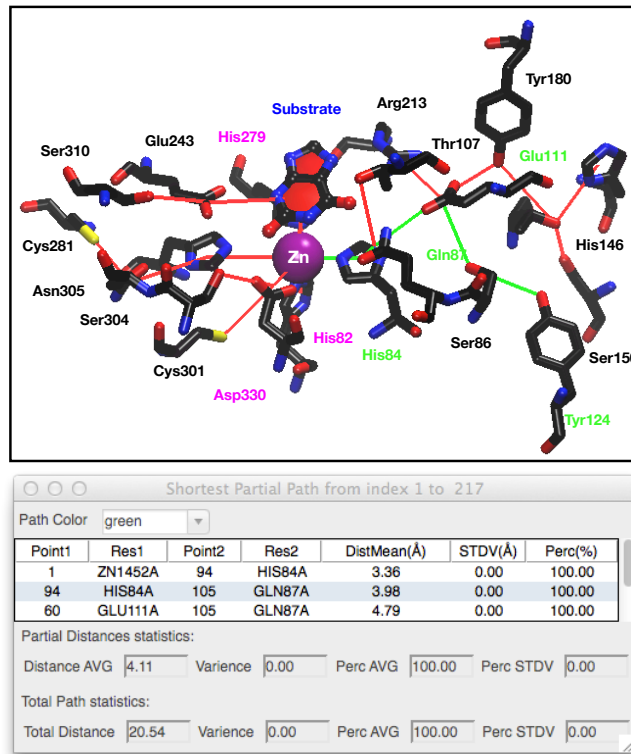 Tyr180
Substrate
Arg213
Glu243
His279
Thr107
Ser310
Glu111
Cys281
Zn
Gln87
His146
Asn305
Ser304
His82
His84
Ser86
Cys301
Asp330
Tyr124
Shortest Partial Path from index 1 to 217
Path Color green
Point1 Res1 Point2 Res2 DistMean(Å) STDV(Å) Perc(%)
1 ZN1452A 94 HIS84A 3.36 0.00 100.00
94 HIS84A 105 GLN87A 3.98 0.00 100.00
60 GLU111A 105 GLN87A 4.79 0.00 100.00
Partial Distances statistics:
Distance AVG 4.11 Varience 0.00 Perc AVG 100.00 Perc STDV 0.00
Total Path statistics:
Total Distance 20.54 Varience 0.00 Perc AVG 100.00 Perc STDV 0.00